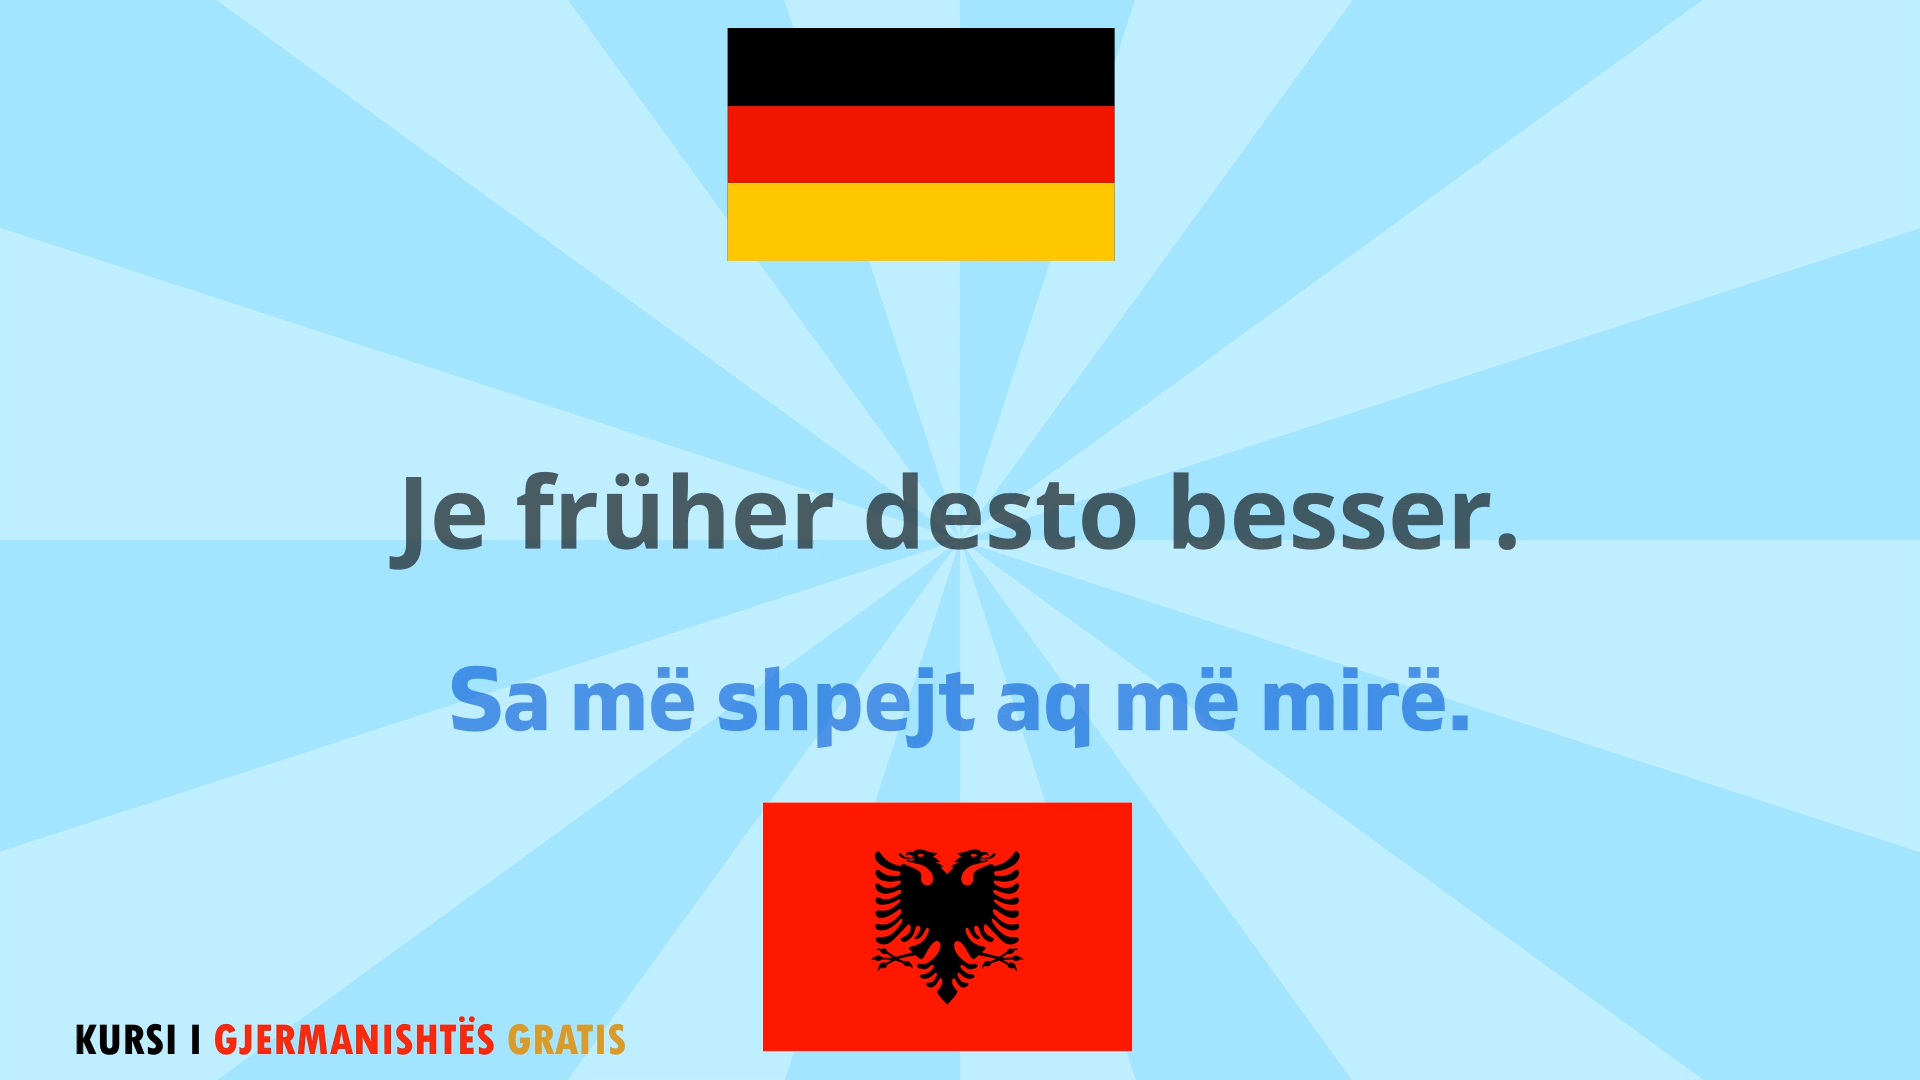 Je früher desto besser.
Sa më shpejt aq më mirë.
KURSI I GJERMANISHTËS GRATIS